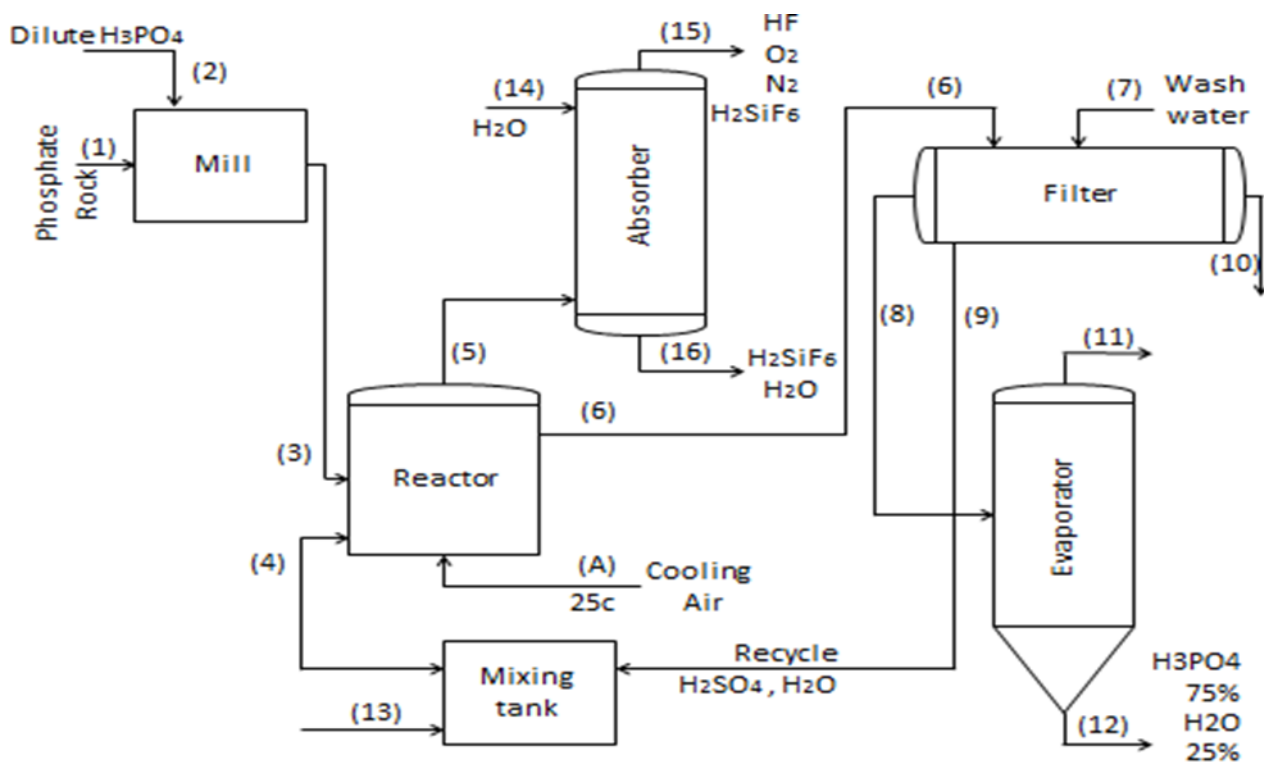 Dilute H3PO4
(2)
Phosphate
Rock
(1)
Mill
(3)
(14)
H2O
Absorber
(15)
HF
O2
N2
H2SiF6
(5)
(16)
H2SiF6
H2O
(6)
Reactor
(6)
(7)
Wash
water
Filter
(10)
(8)
(9)
(11)
Evaporator
(4)
(A)
25c
Cooling
Air
Mixing
tank
(13)
Recycle
H2SO4 , H2O
(12)
H3PO4
75%
H2O
25%